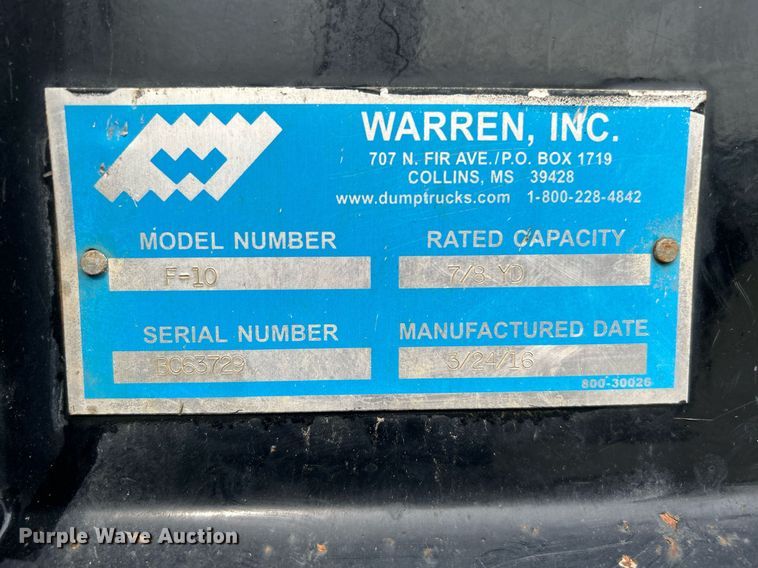 WARREN, INC.
707 N. FIR AVE./P.O. BOX 1719
COLLINS, MS 39428
www.dumptrucks.com 1-800-228-4842
MODEL NUMBER
F-10
RATED CAPACITY
7/8 YD
SERIAL NUMBER
BC63729
MANUFACTURED DATE
3/24/16
800-30026
Purple Wave Auction